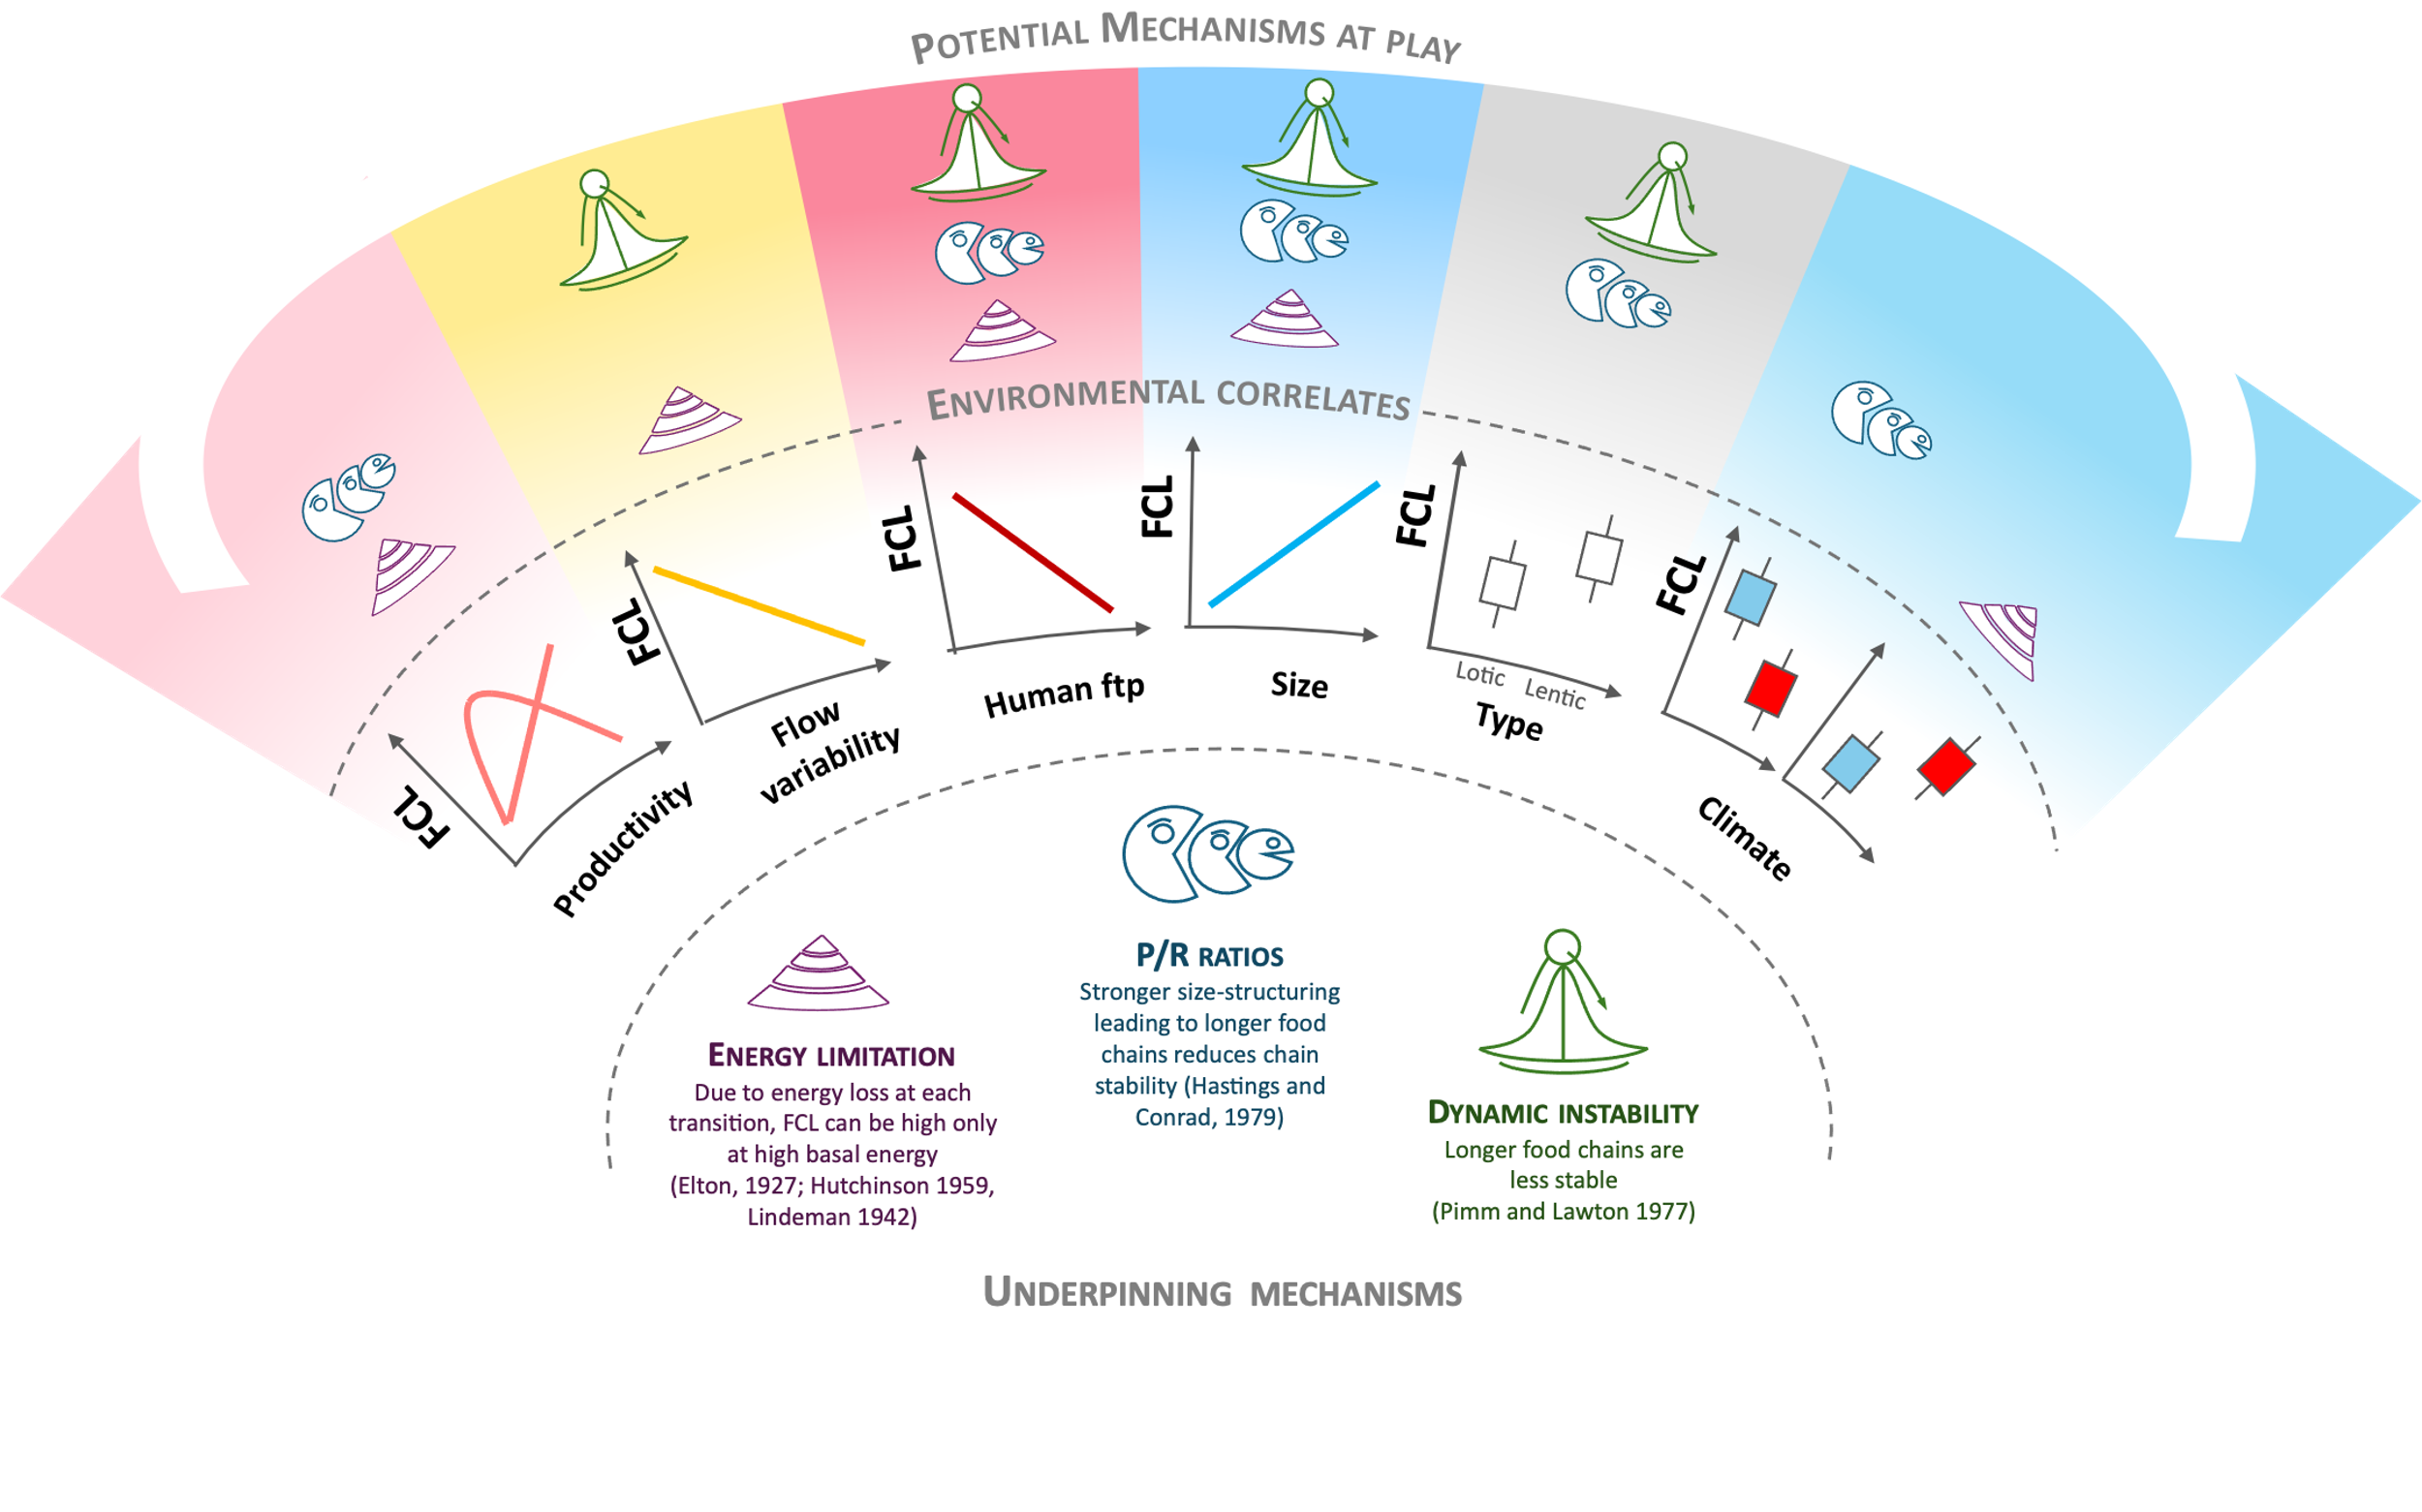 POTENTIAL MECHANISMS AT PLAY
ENVIRONMENTAL CORRELATES
FCL
Productivity
FCL
Flow
variability
FCL
Human ftp
FCL
Size
FCL
Lotic Lentic
Type
FCL
Climate
ENERGY LIMITATION
Due to energy loss at each
transition, FCL can be high only
at high basal energy
(Elton, 1927; Hutchinson 1959,
Lindeman 1942)
P/R RATIOS
Stronger size-structuring
leading to longer food
chains reduces chain
stability (Hastings and
Conrad, 1979)
DYNAMIC INSTABILITY
Longer food chains are
less stable
(Pimm and Lawton 1977)
UNDERPINNING MECHANISMS